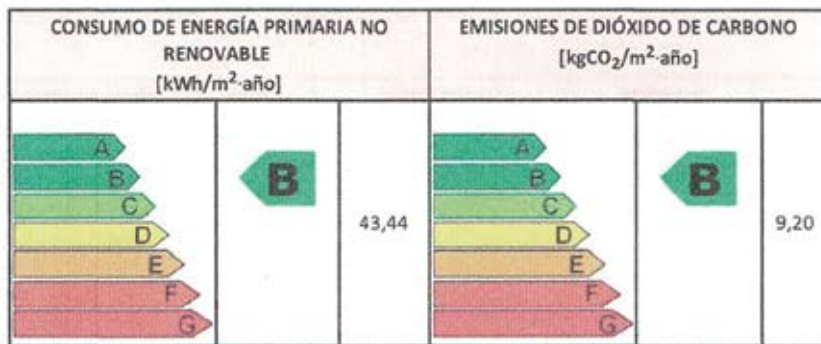 CONSUMO DE ENERGÍA PRIMARIA NO
RENOVABLE
[kWh/m²·año]
EMISIONES DE DIÓXIDO DE CARBONO
[kgCO₂/m²·año]
A
B
C
D
E
F
G
B
43,44
A
B
C
D
E
F
G
B
9,20